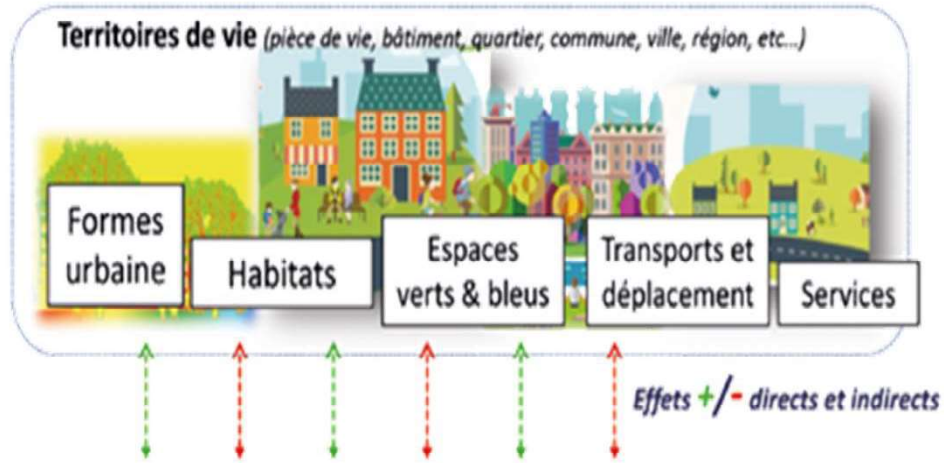 Territoires de vie (pièce de vie, bâtiment, quartier, commune, ville, région, etc...)
Formes
urbaine
Habitats
Espaces
verts & bleus
Transports et
déplacement
Services
Effets +/- directs et indirects